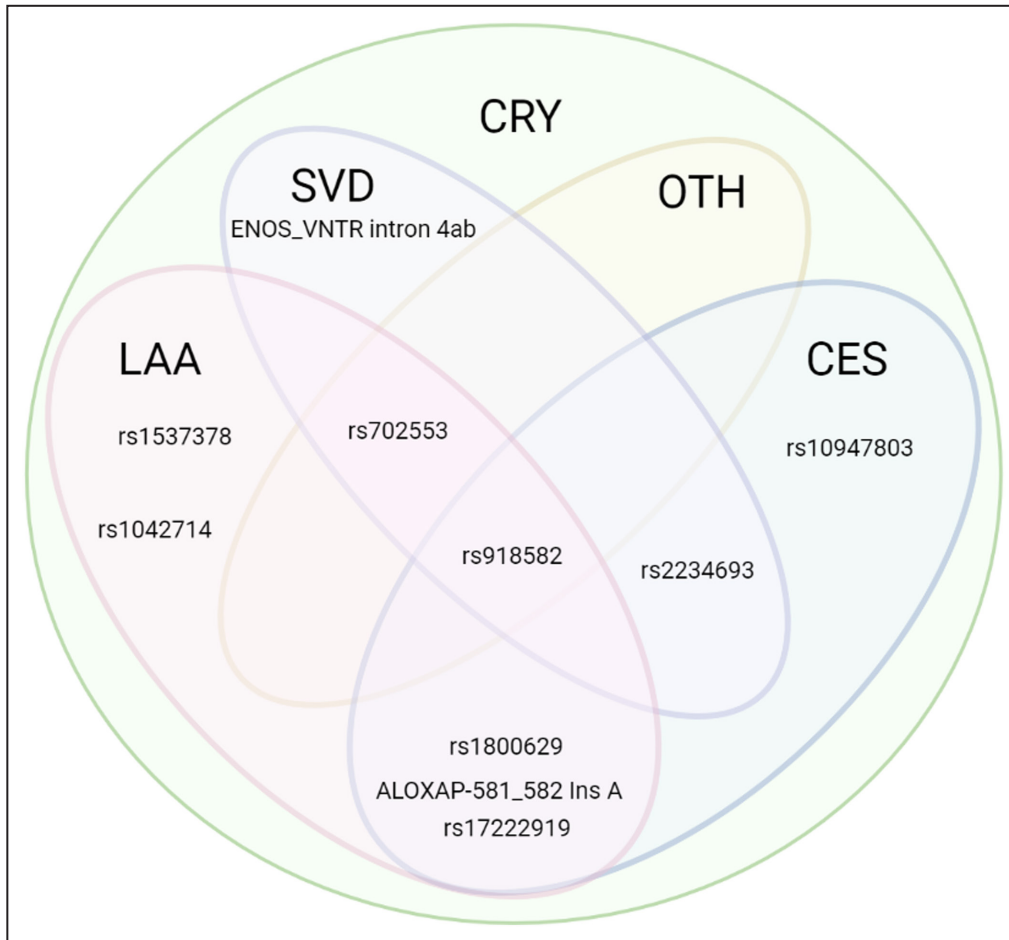 CRY
SVD
OTH
ENOS_VNTR intron 4ab
LAA
CES
rs1537378
rs702553
rs10947803
rs1042714
rs918582
rs2234693
rs1800629
ALOXAP-581_582 Ins A
rs17222919